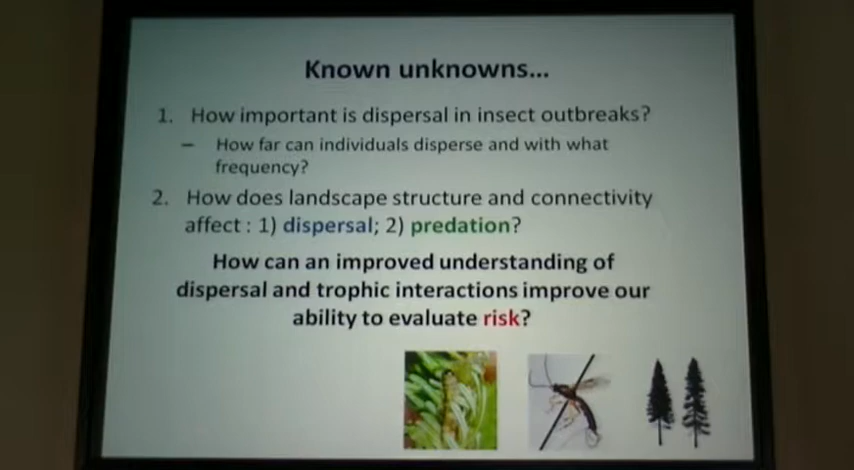 Known unknowns...
1. How important is dispersal in insect outbreaks?
– How far can individuals disperse and with what
frequency?
2. How does landscape structure and connectivity
affect : 1) dispersal; 2) predation?
How can an improved understanding of
dispersal and trophic interactions improve our
ability to evaluate risk?